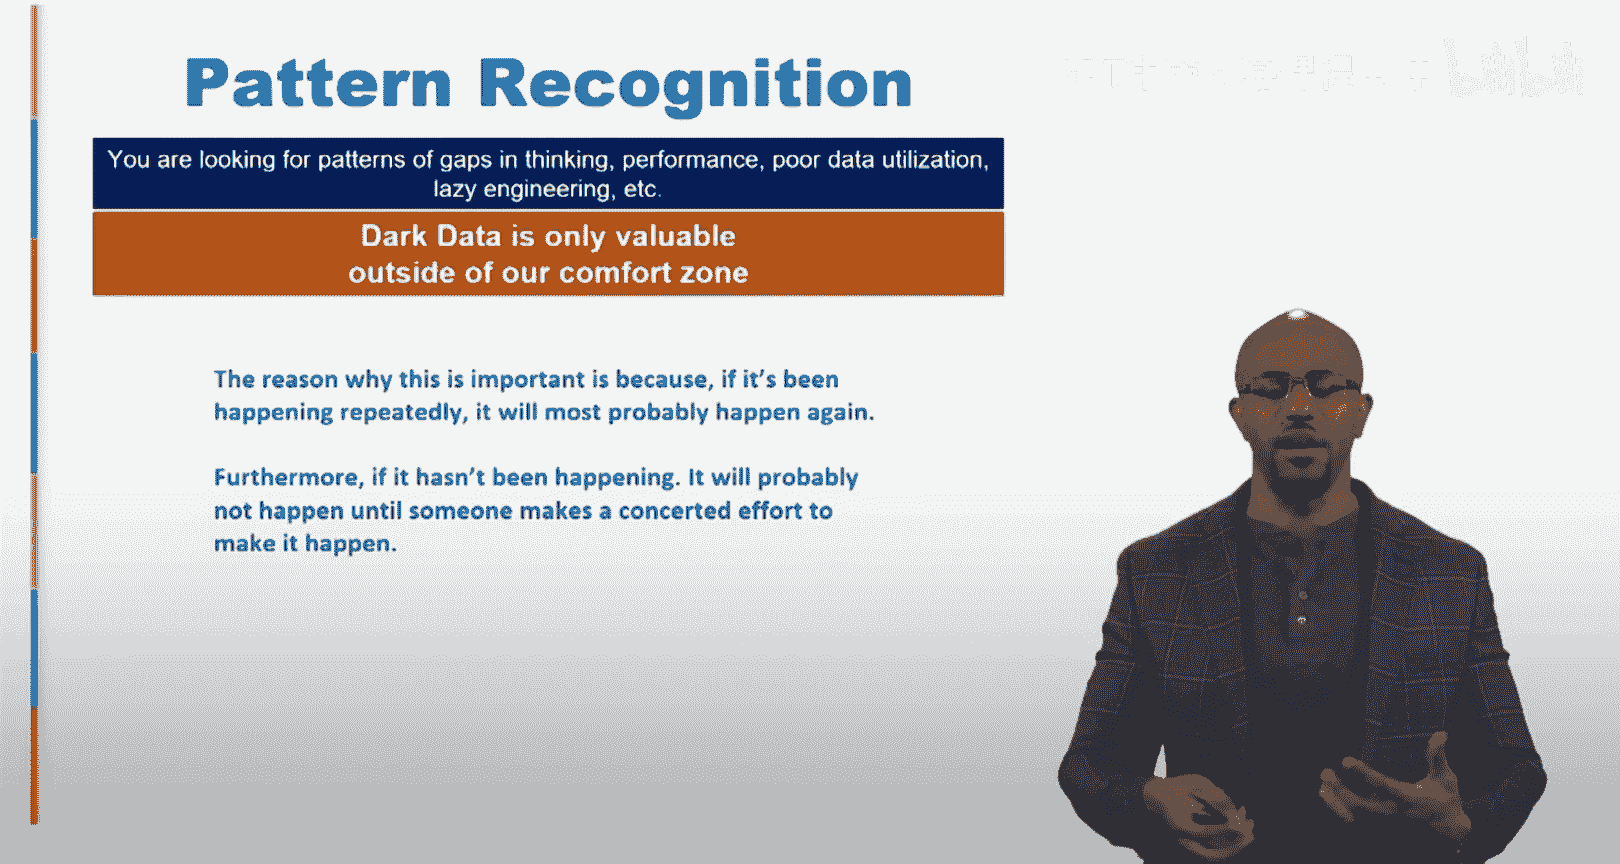 Pattern Recognition
You are looking for patterns of gaps in thinking, performance, poor data utilization,
lazy engineering, etc.
Dark Data is only valuable
outside of our comfort zone
The reason why this is important is because, if it's been
happening repeatedly, it will most probably happen again.
Furthermore, if it hasn't been happening. It will probably
not happen until someone makes a concerted effort to
make it happen.